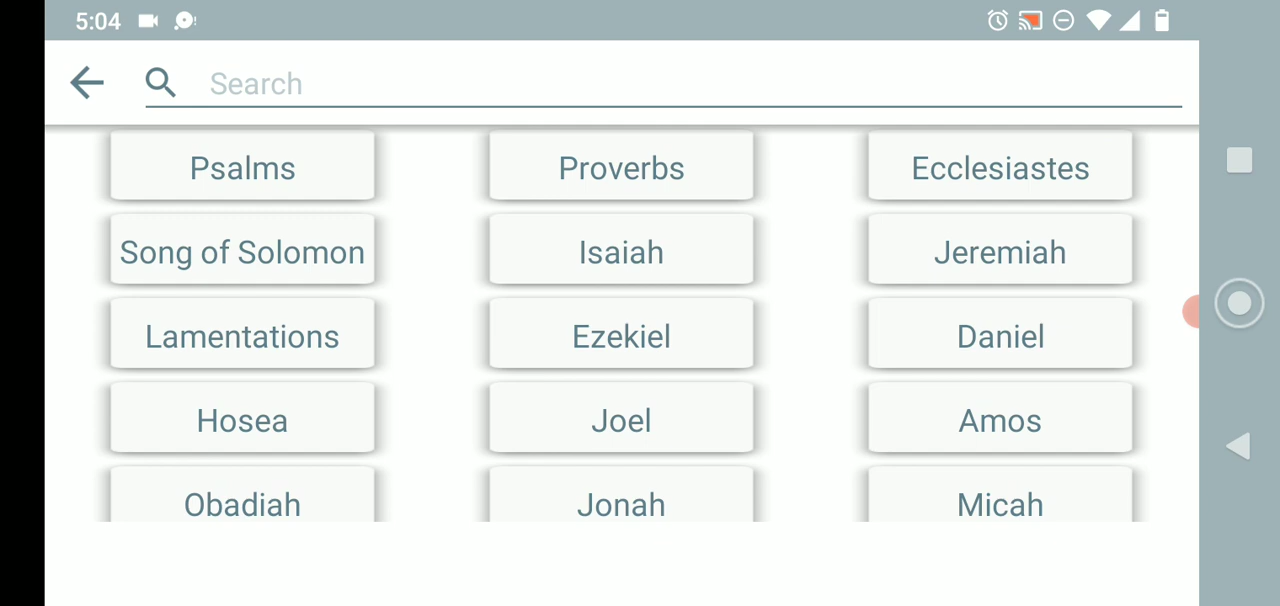 5:04
Search
Psalms Proverbs Ecclesiastes
Song of Solomon Isaiah Jeremiah
Lamentations Ezekiel Daniel
Hosea Joel Amos
Obadiah Jonah Micah